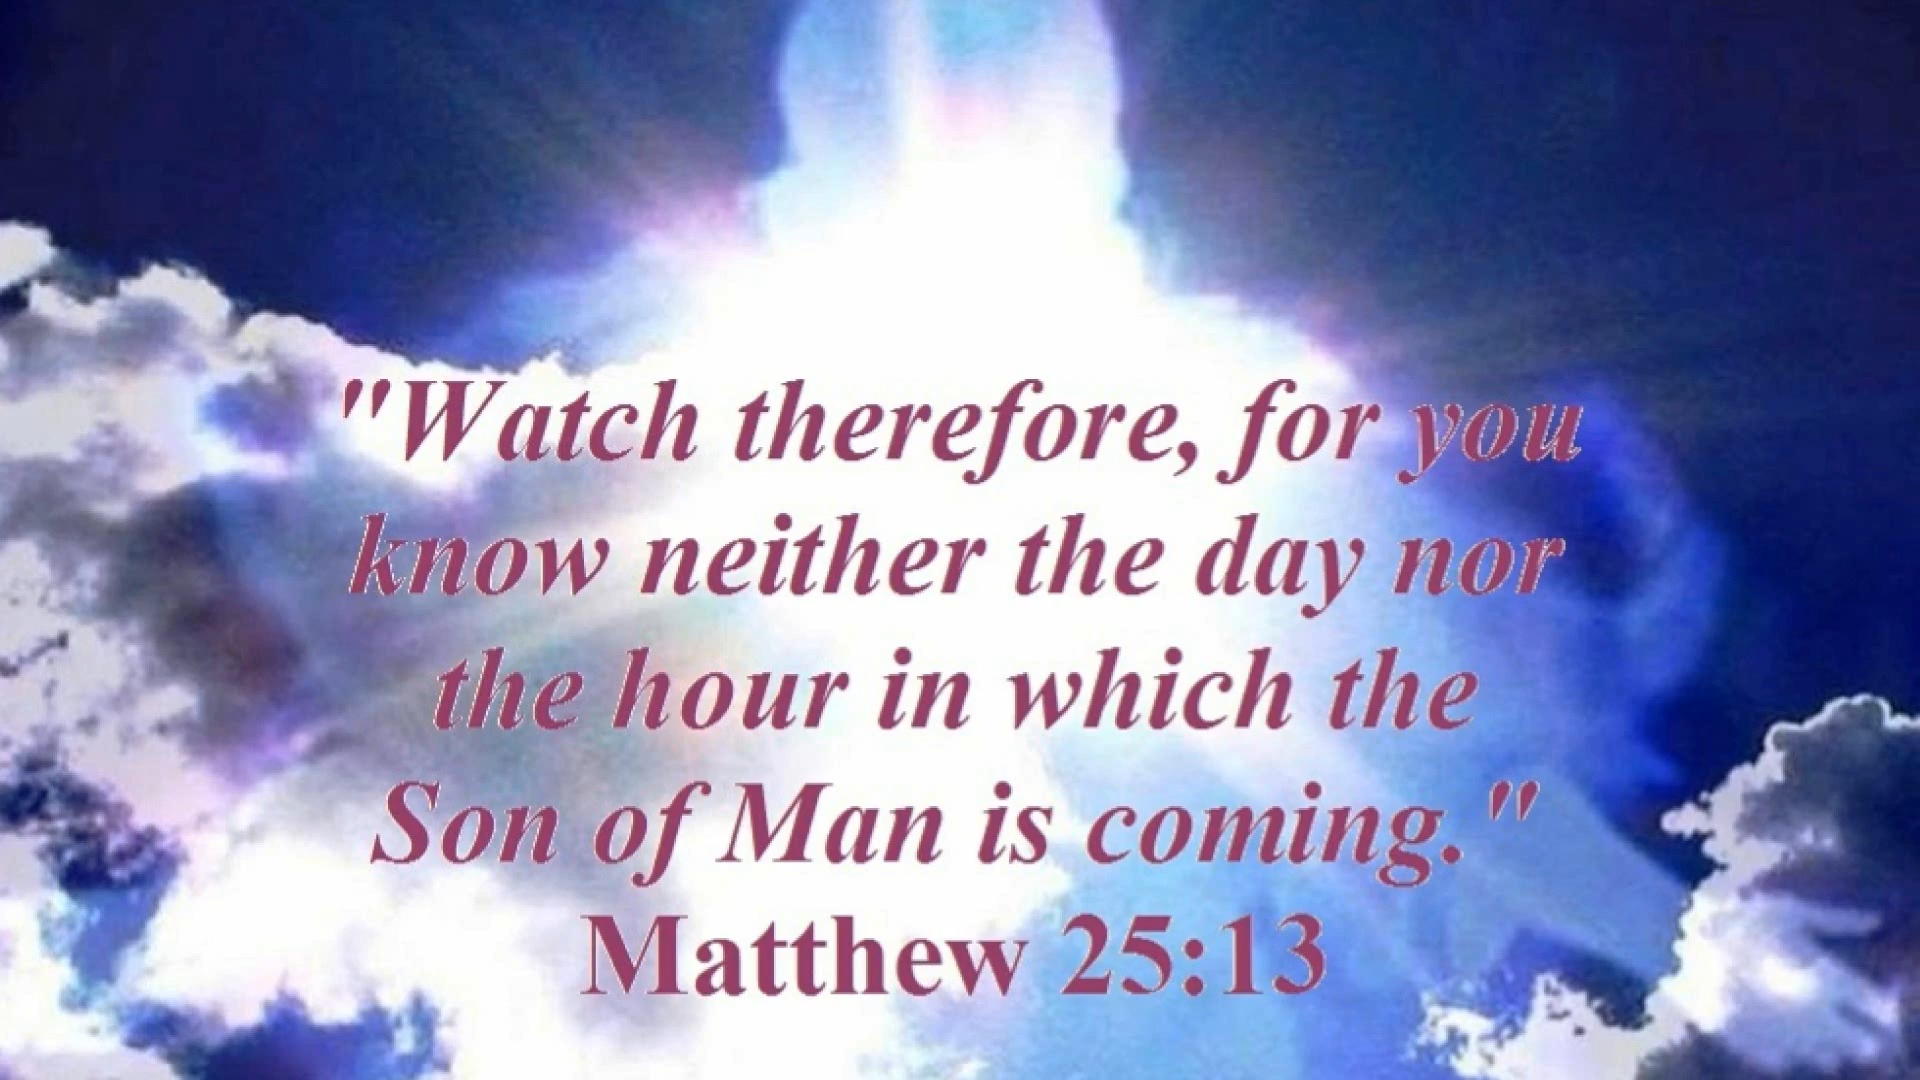 "Watch therefore, for you
know neither the day nor
the hour in which the
Son of Man is coming."
Matthew 25:13